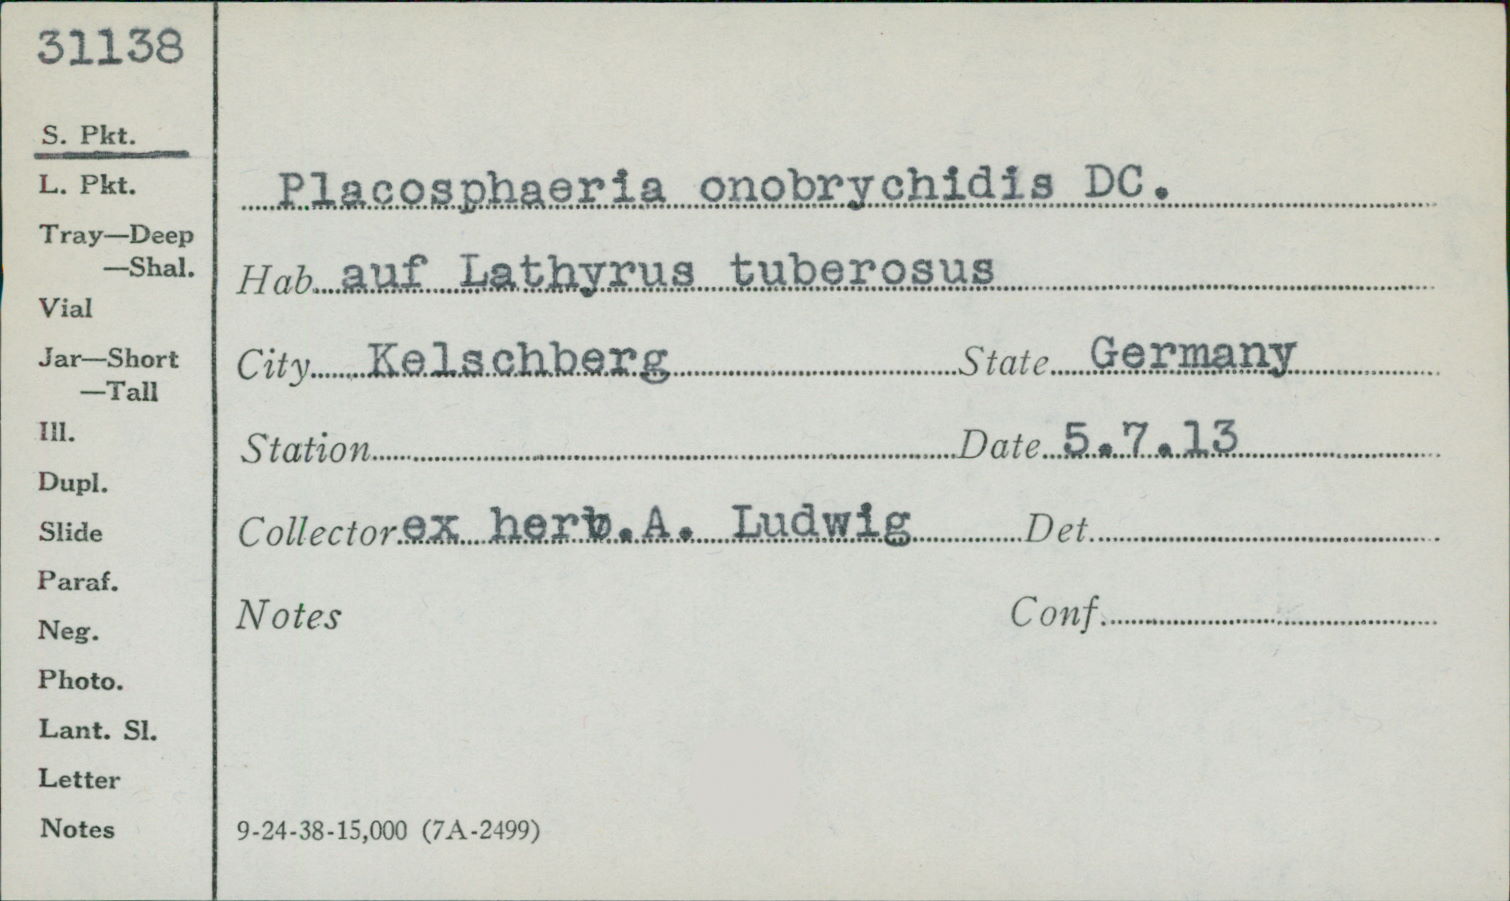 31138
S. Pkt.
L. Pkt.
Tray—Deep
—Shal.
Vial
Jar—Short
—Tall
Ill.
Dupl.
Slide
Paraf.
Neg.
Photo.
Lant. Sl.
Letter
Notes
Placosphaeria onobrychidis DC.
Hab. auf Lathyrus tuberosus
City Kelschberg State Germany
Station Date 5.7.13
Collector ex herb.A. Ludwig Det.
Notes Conf.
9-24-38-15,000 (7A-2499)